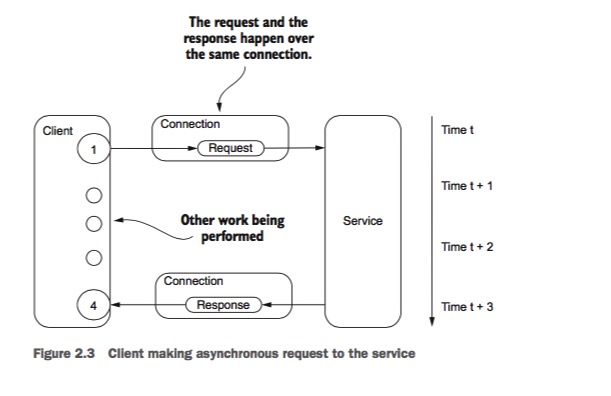 The request and the
response happen over
the same connection.
Client
Connection
1
Request
Time t
Time t + 1
Other work being
performed
Service
Time t + 2
Connection
4
Response
Time t + 3
Figure 2.3 Client making asynchronous request to the service